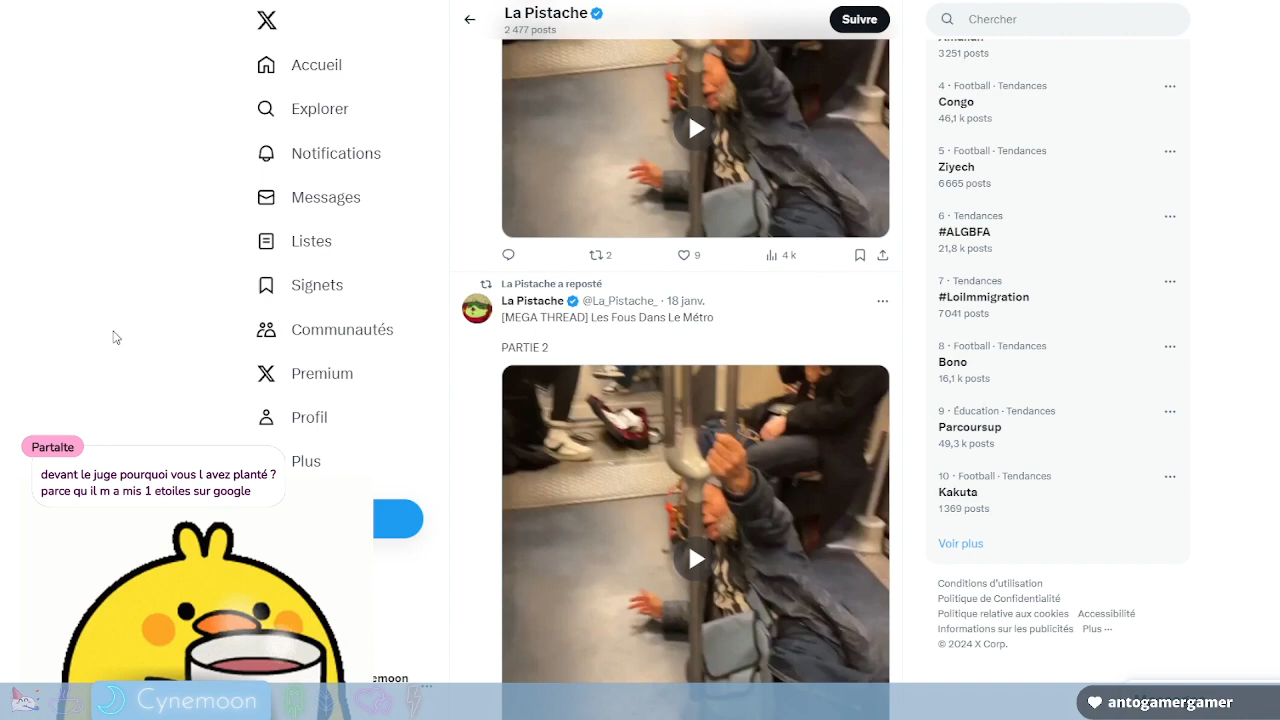 Accueil
Explorer
Notifications
Messages
Listes
Signets
Communautés
Premium
Profil
Plus
Partalte
devant le juge pourquoi vous l avez planté ?
parce qu il m a mis 1 etoiles sur google
emoon
Cynemoon
La Pistache
2 477 posts
Suivre
2
9
4 k
La Pistache a reposté
La Pistache @La_Pistache_ · 18 janv.
[MEGA THREAD] Les Fous Dans Le Métro
PARTIE 2
Chercher
3 251 posts
4 · Football · Tendances
Congo
46,1 k posts
5 · Football · Tendances
Ziyech
6 665 posts
6 · Tendances
#ALGBFA
21,8 k posts
7 · Tendances
#LoiImmigration
7 041 posts
8 · Football · Tendances
Bono
16,1 k posts
9 · Éducation · Tendances
Parcoursup
49,3 k posts
10 · Football · Tendances
Kakuta
1 369 posts
Voir plus
Conditions d'utilisation
Politique de Confidentialité
Politique relative aux cookies Accessibilité
Informations sur les publicités Plus ···
© 2024 X Corp.
antogamergamer